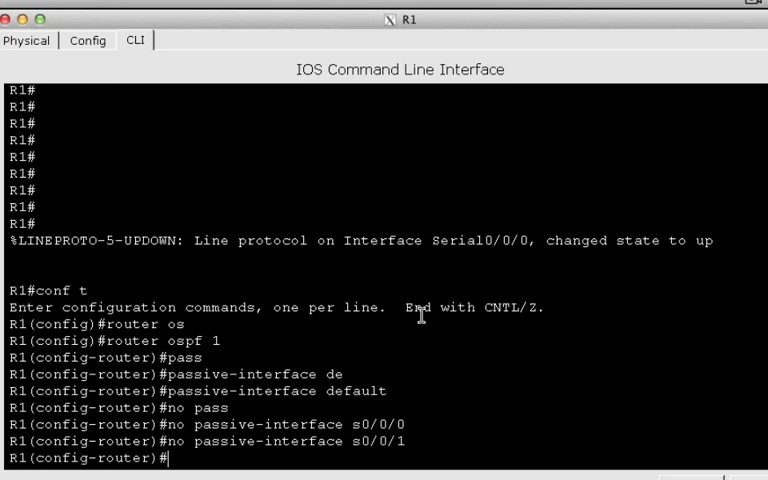 R1
Physical Config CLI
IOS Command Line Interface
R1#
R1#
R1#
R1#
R1#
R1#
R1#
R1#
R1#
%LINEPROTO-5-UPDOWN: Line protocol on Interface Serial0/0/0, changed state to up
R1#conf t
Enter configuration commands, one per line.  End with CNTL/Z.
R1(config)#router os
R1(config)#router ospf 1
R1(config-router)#pass
R1(config-router)#passive-interface de
R1(config-router)#passive-interface default
R1(config-router)#no pass
R1(config-router)#no passive-interface s0/0/0
R1(config-router)#no passive-interface s0/0/1
R1(config-router)#